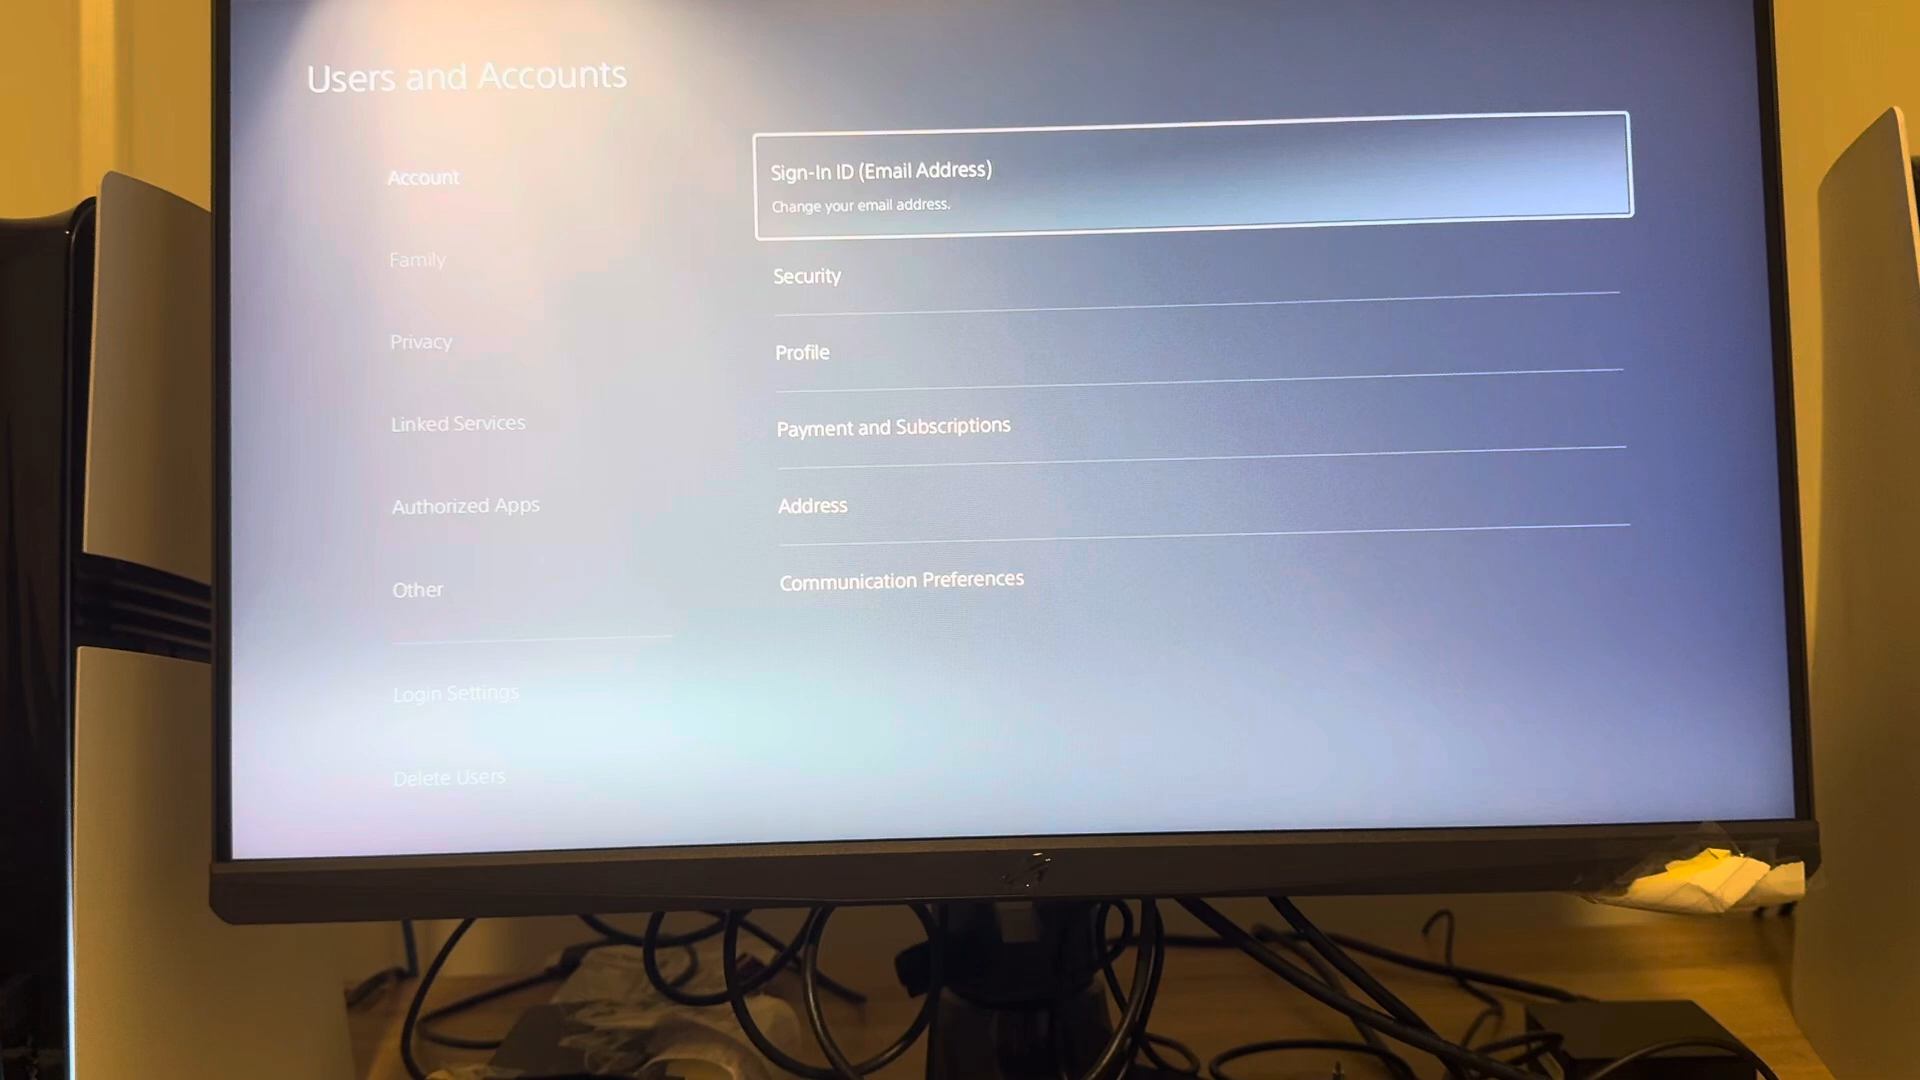 Users and Accounts
Account
Family
Privacy
Linked Services
Authorized Apps
Other
Login Settings
Delete Users
Sign-In ID (Email Address)
Change your email address.
Security
Profile
Payment and Subscriptions
Address
Communication Preferences